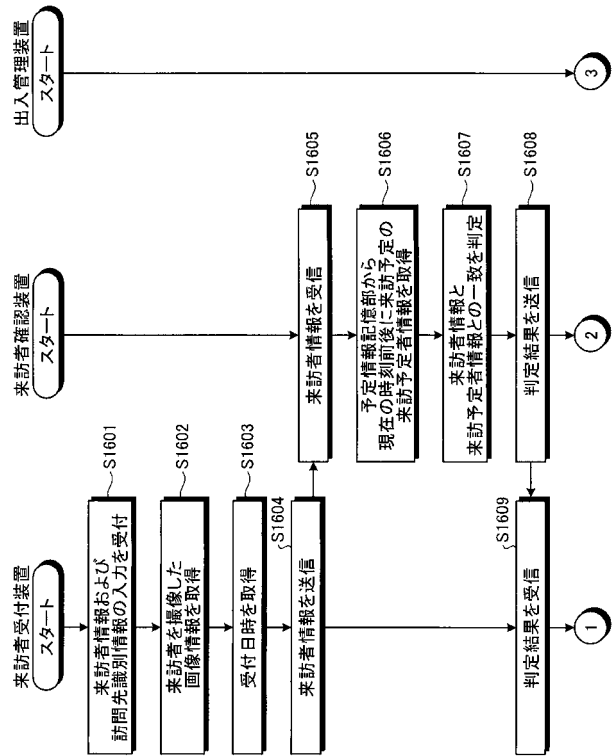 来訪者受付装置
スタート
来訪者情報および
訪問先識別情報の入力を受付
S1601
来訪者を撮像した
画像情報を取得
S1602
受付日時を取得
S1603
来訪者情報を送信
S1604
判定結果を受信
S1609
1
来訪者確認装置
スタート
来訪者情報を受信
S1605
予定情報記憶部から
現在の時刻前後に来訪予定の
来訪予定者情報を取得
S1606
来訪者情報と
来訪予定者情報との一致を判定
S1607
判定結果を送信
S1608
2
出入管理装置
スタート
3